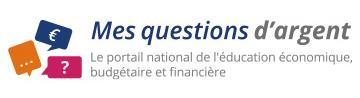 Mes questions d'argent
Le portail national de l'éducation économique,
budgétaire et financière
€
...
?